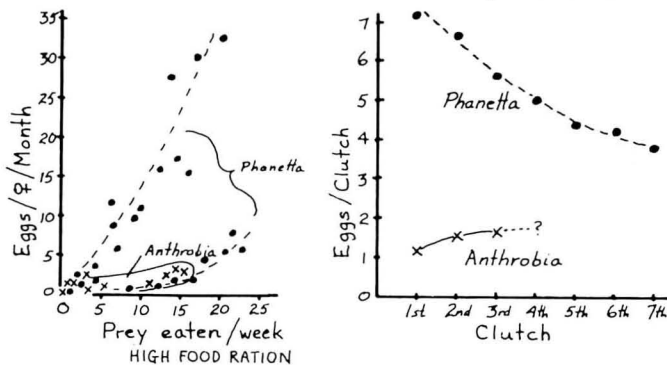 Eggs/♀/Month
35
30
25
20
15
10
5
0
Phanetta
Anthrobia
0 5 10 15 20 25
Prey eaten/week
HIGH FOOD RATION
Eggs/Clutch
7
6
5
4
3
2
1
0
Phanetta
?
Anthrobia
1st 2nd 3rd 4th 5th 6th 7th
Clutch